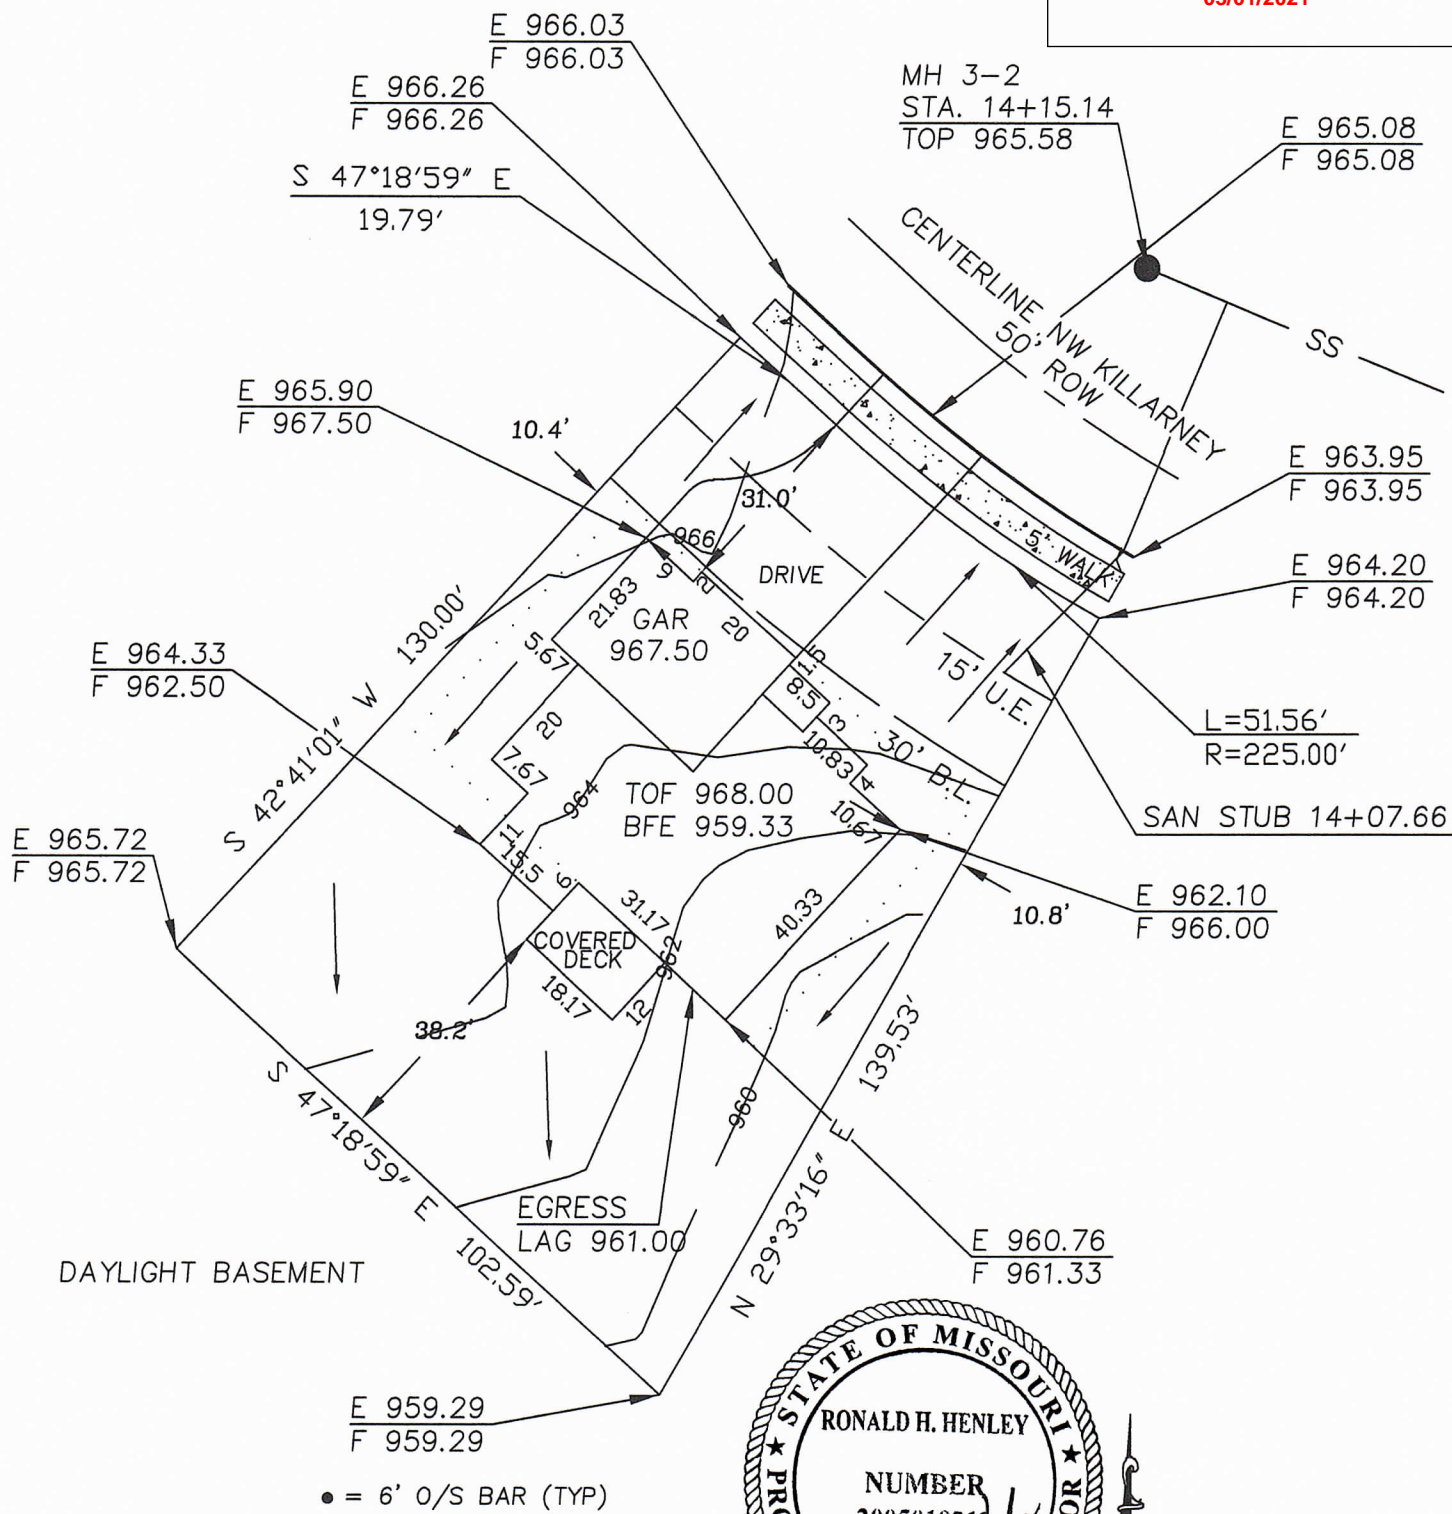 05/01/2021
E 966.03
F 966.03
E 966.26
F 966.26
S 47°18'59" E
19.79'
MH 3-2
STA. 14+15.14
TOP 965.58
E 965.08
F 965.08
CENTERLINE NW KILLARNEY
50' ROW
SS
E 965.90
F 967.50
10.4'
31.0'
966
E 963.95
F 963.95
5' WALK
DRIVE
E 964.20
F 964.20
6
2
21.83
GAR
967.50
20
130.00'
5.67
E 964.33
F 962.50
1.5
8.5
3
15' U.E.
L=51.56'
R=225.00'
20
7.67
10.83
30' B.L.
4
964
TOF 968.00
BFE 959.33
10.67
SAN STUB 14+07.66
S 42°41'01" W
E 965.72
F 965.72
11
15.5
6
31.17
40.33
10.8'
E 962.10
F 966.00
COVERED
DECK
962
18.17
12
38.2'
139.53'
960
S 47°18'59" E
102.59'
N 29°33'16" E
EGRESS
LAG 961.00
E 960.76
F 961.33
DAYLIGHT BASEMENT
E 959.29
F 959.29
● = 6' O/S BAR (TYP)
★ STATE OF MISSOURI ★
RONALD H. HENLEY
NUMBER